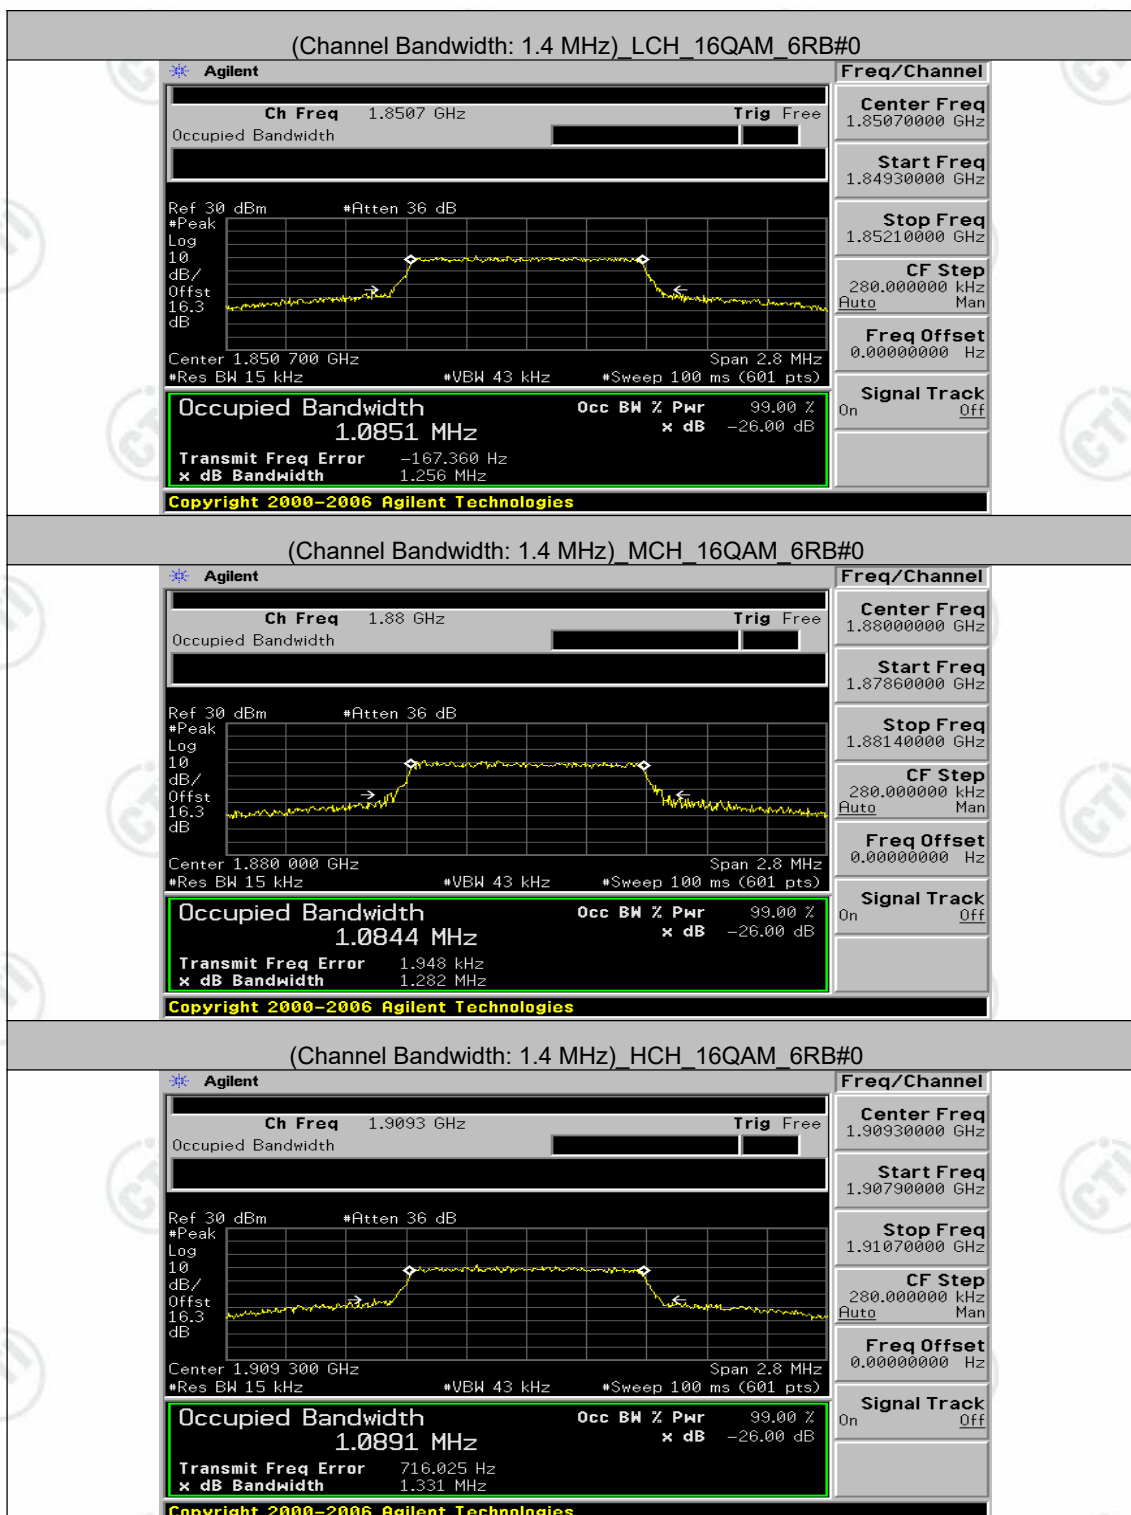 (Channel Bandwidth: 1.4 MHz)_LCH_16QAM_6RB#0
Agilent
Freq/Channel
Ch Freq 1.8507 GHz Trig Free
Occupied Bandwidth
Center Freq
1.85070000 GHz
Start Freq
1.84930000 GHz
Stop Freq
1.85210000 GHz
CF Step
280.000000 kHz
Auto Man
Freq Offset
0.00000000 Hz
Signal Track
On Off
Ref 30 dBm #Atten 36 dB
#Peak
Log
10
dB/
Offst
16.3
dB
Center 1.850 700 GHz Span 2.8 MHz
#Res BW 15 kHz #VBW 43 kHz #Sweep 100 ms (601 pts)
Occupied Bandwidth Occ BW % Pwr 99.00 %
1.0851 MHz x dB -26.00 dB
Transmit Freq Error -167.360 Hz
x dB Bandwidth 1.256 MHz
Copyright 2000-2006 Agilent Technologies
(Channel Bandwidth: 1.4 MHz)_MCH_16QAM_6RB#0
Agilent
Freq/Channel
Ch Freq 1.88 GHz Trig Free
Occupied Bandwidth
Center Freq
1.88000000 GHz
Start Freq
1.87860000 GHz
Stop Freq
1.88140000 GHz
CF Step
280.000000 kHz
Auto Man
Freq Offset
0.00000000 Hz
Signal Track
On Off
Ref 30 dBm #Atten 36 dB
#Peak
Log
10
dB/
Offst
16.3
dB
Center 1.880 000 GHz Span 2.8 MHz
#Res BW 15 kHz #VBW 43 kHz #Sweep 100 ms (601 pts)
Occupied Bandwidth Occ BW % Pwr 99.00 %
1.0844 MHz x dB -26.00 dB
Transmit Freq Error 1.948 kHz
x dB Bandwidth 1.282 MHz
Copyright 2000-2006 Agilent Technologies
(Channel Bandwidth: 1.4 MHz)_HCH_16QAM_6RB#0
Agilent
Freq/Channel
Ch Freq 1.9093 GHz Trig Free
Occupied Bandwidth
Center Freq
1.90930000 GHz
Start Freq
1.90790000 GHz
Stop Freq
1.91070000 GHz
CF Step
280.000000 kHz
Auto Man
Freq Offset
0.00000000 Hz
Signal Track
On Off
Ref 30 dBm #Atten 36 dB
#Peak
Log
10
dB/
Offst
16.3
dB
Center 1.909 300 GHz Span 2.8 MHz
#Res BW 15 kHz #VBW 43 kHz #Sweep 100 ms (601 pts)
Occupied Bandwidth Occ BW % Pwr 99.00 %
1.0891 MHz x dB -26.00 dB
Transmit Freq Error 716.025 Hz
x dB Bandwidth 1.331 MHz
Copyright 2000-2006 Agilent Technologies